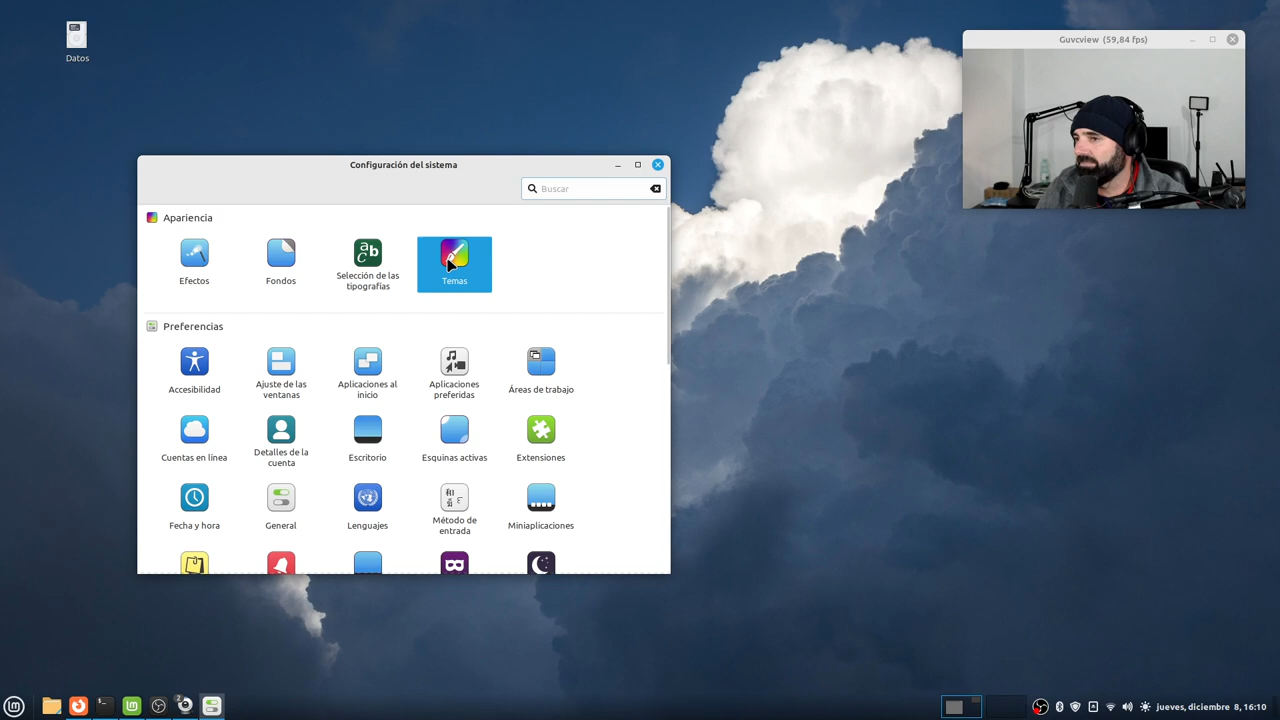 Datos
Guvcview (59,84 fps)
Configuración del sistema
Buscar
Apariencia
Efectos
Fondos
abc
Selección de las
tipografías
Temas
Preferencias
Accesibilidad
Ajuste de las
ventanas
Aplicaciones al
inicio
Aplicaciones
preferidas
Áreas de trabajo
Cuentas en línea
Detalles de la
cuenta
Escritorio
Esquinas activas
Extensiones
Fecha y hora
General
Lenguajes
Método de
entrada
Miniaplicaciones
2
jueves, diciembre 8, 16:10